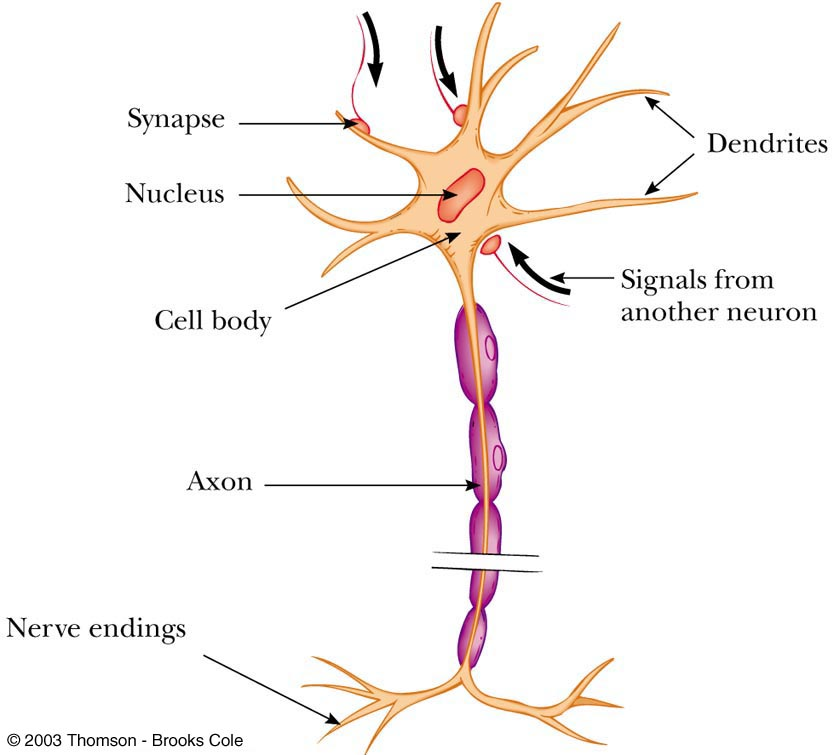 Synapse
Dendrites
Nucleus
Signals from
another neuron
Cell body
Axon
Nerve endings
© 2003 Thomson - Brooks Cole